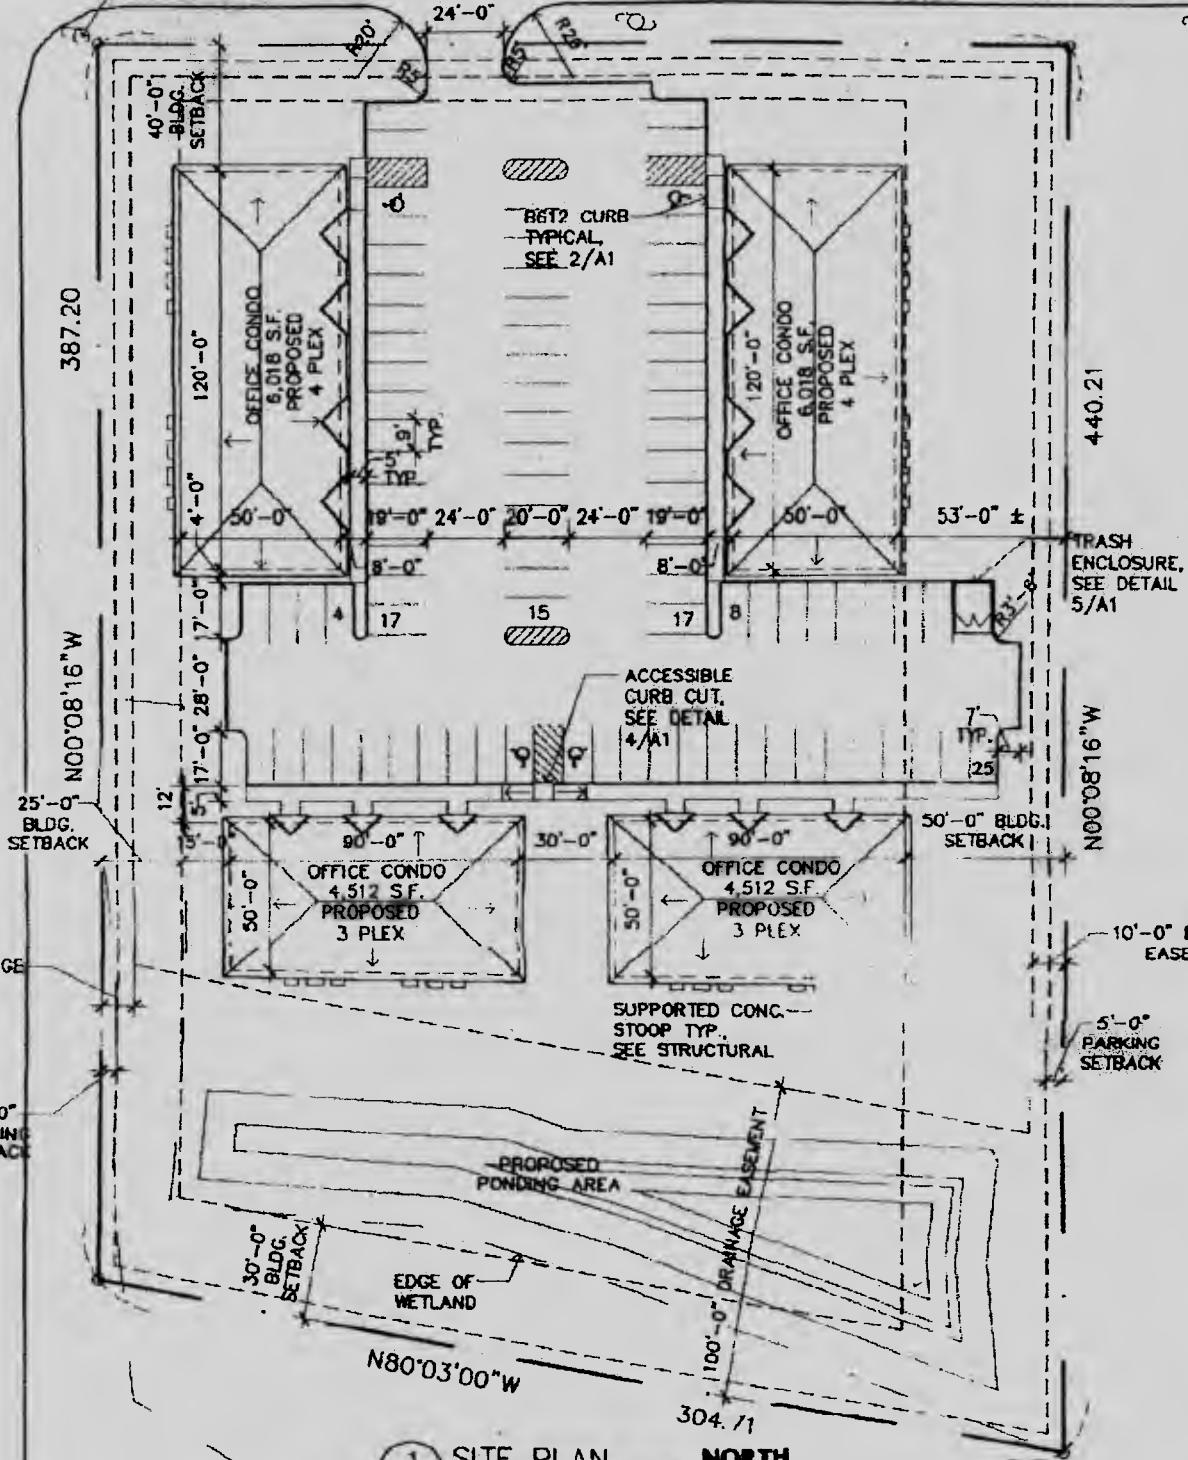 24'-0"
R20'
R5'
R5'
40'-0"
BLDG.
SETBACK
B612 CURB
TYPICAL,
SEE 2/A1
387.20
OFFICE CONDO
6,018 S.F.
PROPOSED
4 PLEX
120'-0"
9'
TYP.
5'
TYP.
120'-0"
OFFICE CONDO
6,018 S.F.
PROPOSED
4 PLEX
440.21
4'-0"
50'-0"
19'-0"
24'-0"
20'-0"
24'-0"
19'-0"
50'-0"
53'-0" ±
8'-0"
8'-0"
TRASH
ENCLOSURE,
SEE DETAIL
5/A1
R3'
17'-0"
4
17
15
17
8
28'-0"
ACCESSIBLE
CURB CUT,
SEE DETAIL
4/A1
N00°08'16"W
7'
TYP.
25
N00°08'16"W
17'-0"
12'
5'
25'-0"
BLDG.
SETBACK
15'-0
90'-0"
30'-0"
90'-0"
50'-0" BLDG.
SETBACK
OFFICE CONDO
4,512 S.F.
PROPOSED
3 PLEX
50'-0"
OFFICE CONDO
4,512 S.F.
PROPOSED
3 PLEX
50'-0"
10'-0"
EASE
GE
SUPPORTED CONC.
STOOP TYP.,
SEE STRUCTURAL
5'-0"
PARKING
SETBACK
0"
ING
ACK
PROPOSED
PONDING AREA
100'-0" DRAINAGE EASEMENT
30'-0"
BLDG.
SETBACK
EDGE OF
WETLAND
N80°03'00"W
304.71
1
SITE PLAN
NORTH